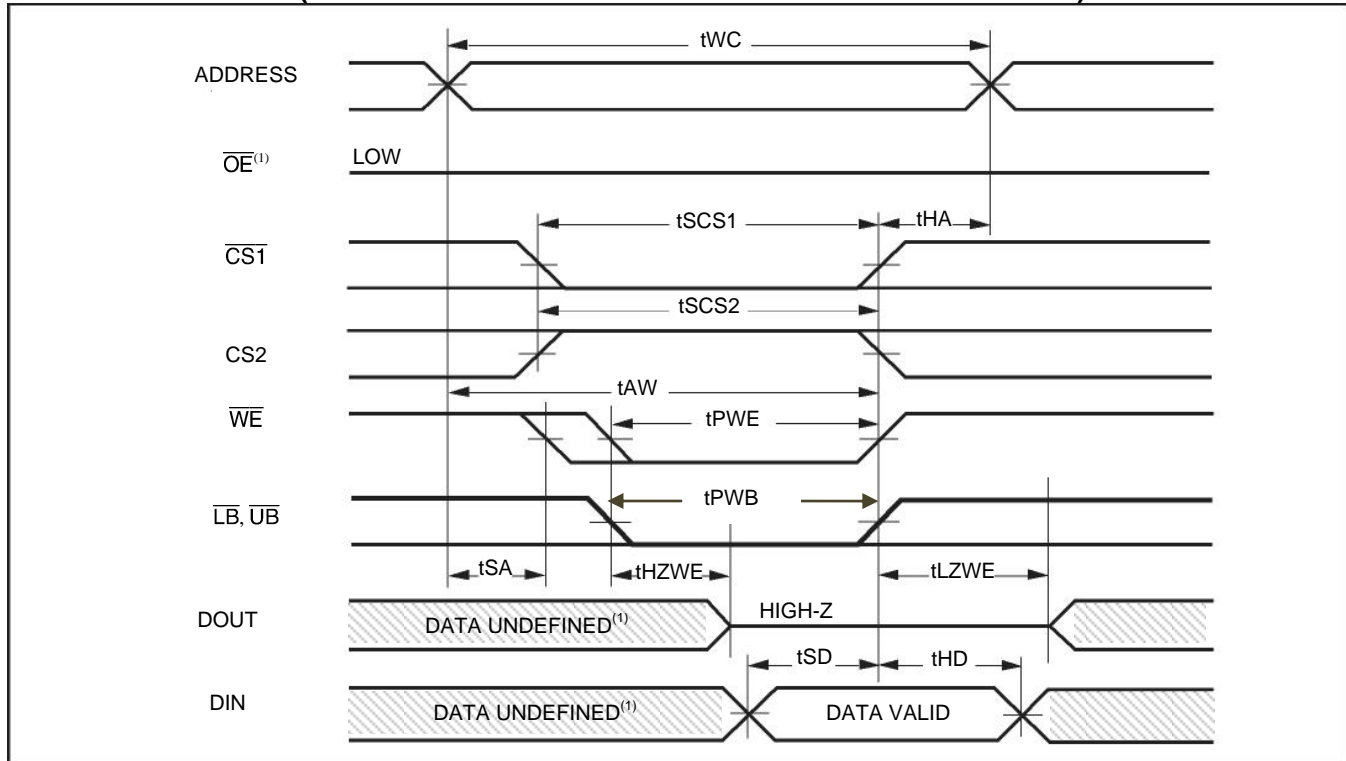 tWC
ADDRESS
OE(1)
LOW
tSCS1
tHA
CS1
tSCS2
CS2
tAW
WE
tPWE
tPWB
LB, UB
tSA
tHZWE
tLZWE
DOUT
DATA UNDEFINED(1)
HIGH-Z
tSD
tHD
DIN
DATA UNDEFINED(1)
DATA VALID